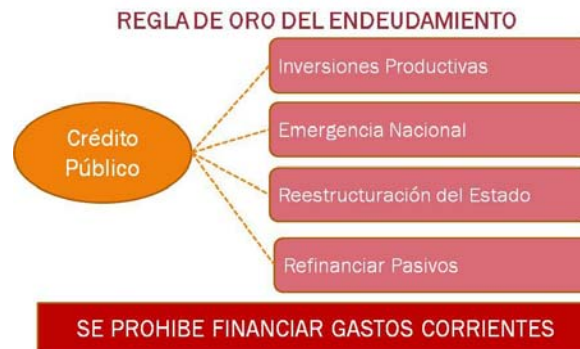 REGLA DE ORO DEL ENDEUDAMIENTO
Crédito
Público
Inversiones Productivas
Emergencia Nacional
Reestructuración del Estado
Refinanciar Pasivos
SE PROHIBE FINANCIAR GASTOS CORRIENTES